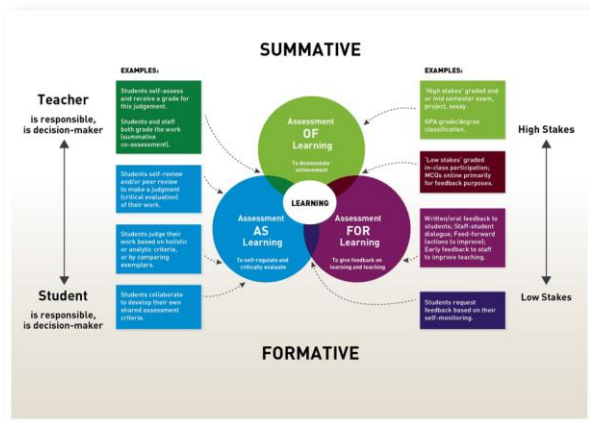 SUMMATIVE
EXAMPLES:
Students self-assess
and receive a grade for
this judgement.
Students and staff
both grade the work
(summative
co-assessment).
Students self-review
and/or peer review
to make a judgment
(critical evaluation)
of their work.
Students judge their
work based on holistic
or analytic criteria,
or by comparing
exemplars.
Students collaborate
to develop their own
shared assessment
criteria.
Teacher
is responsible,
is decision-maker
Student
is responsible,
is decision-maker
Assessment
OF
Learning
To demonstrate
achievement
LEARNING
Assessment
AS
Learning
To self-regulate and
critically evaluate
Assessment
FOR
Learning
To give feedback on
learning and teaching
EXAMPLES:
'High stakes' graded end
or mid semester exam,
project, essay.
GPA grade/degree
classification.
'Low stakes' graded
in-class participation;
MCQs online primarily
for feedback purposes.
Written/oral feedback to
students; Staff-student
dialogue; Feed-forward
(actions to improve);
Early feedback to staff
to improve teaching.
Students request
feedback based on their
self-monitoring.
High Stakes
Low Stakes
FORMATIVE